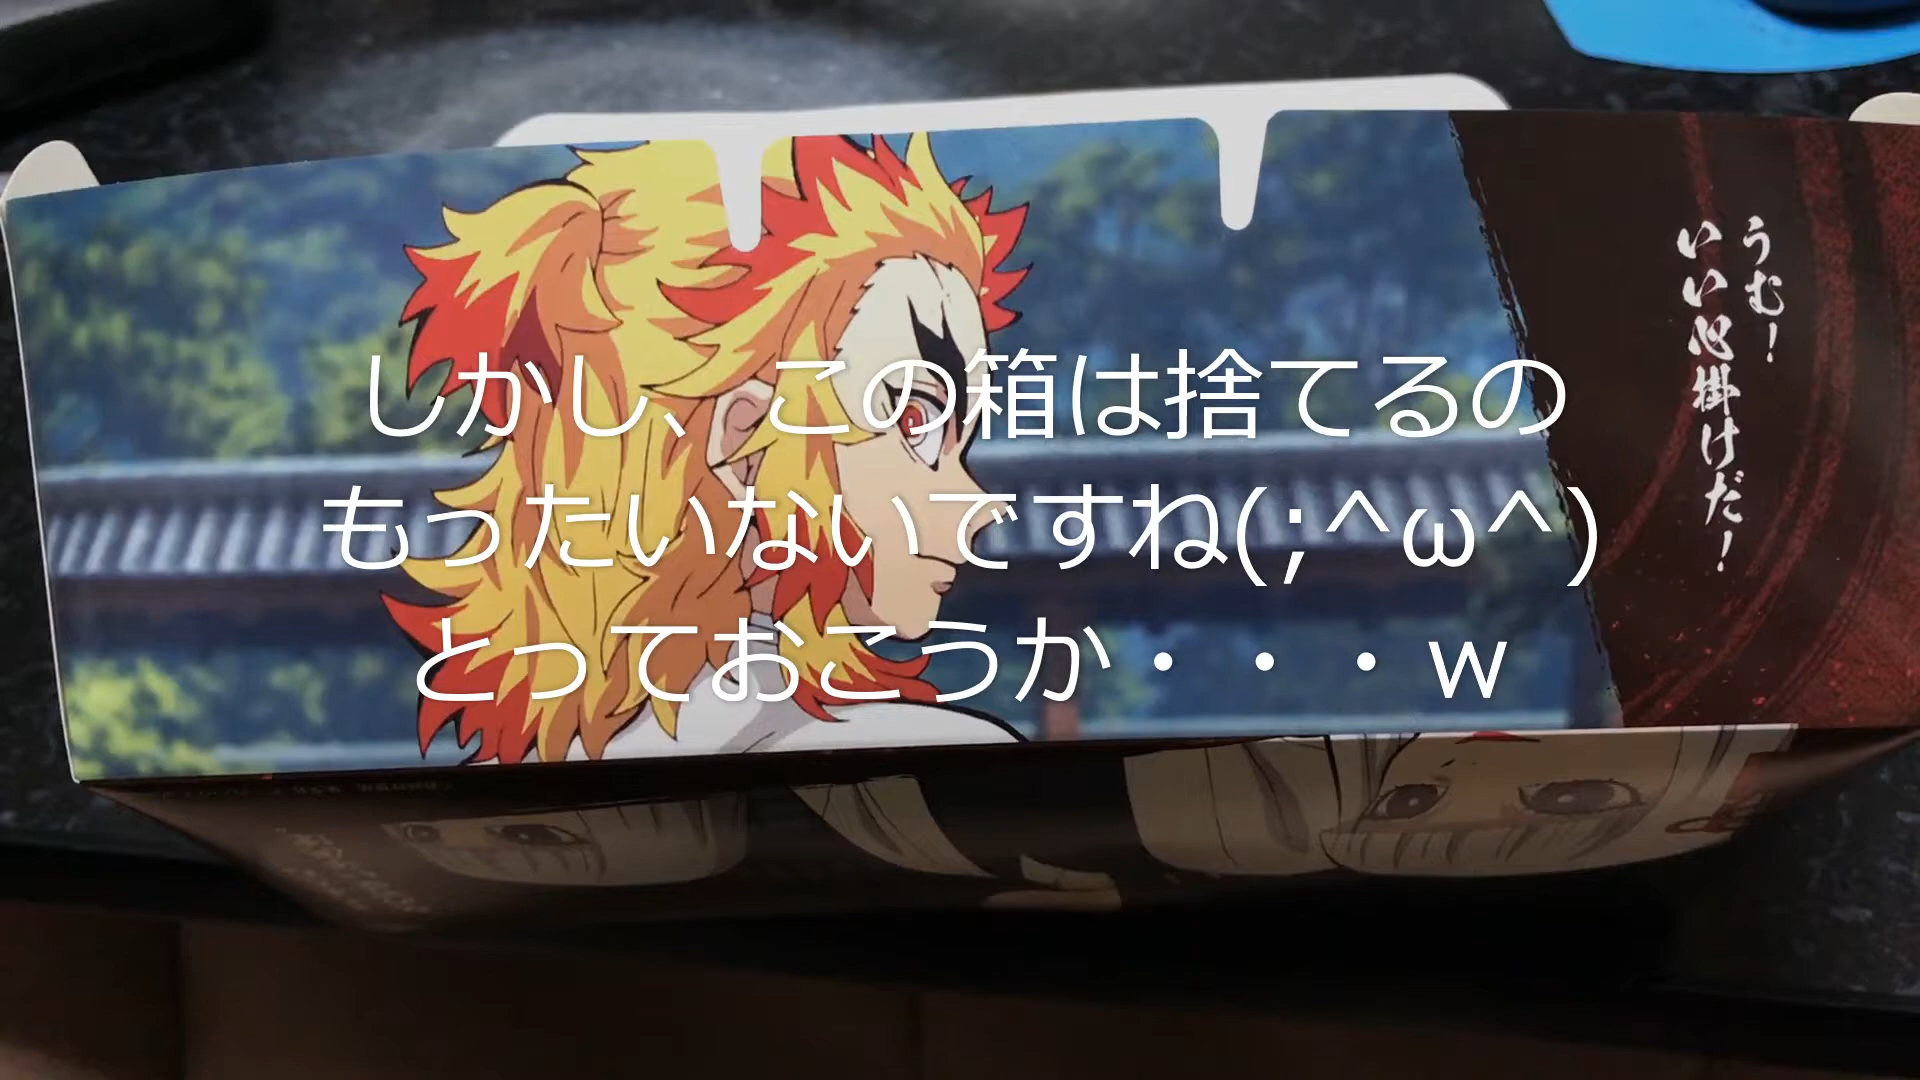 しかし、この箱は捨てるの
もったいないですね(;^ω^)
とっておこうか・・・w
うむ！
いい心掛けだ！